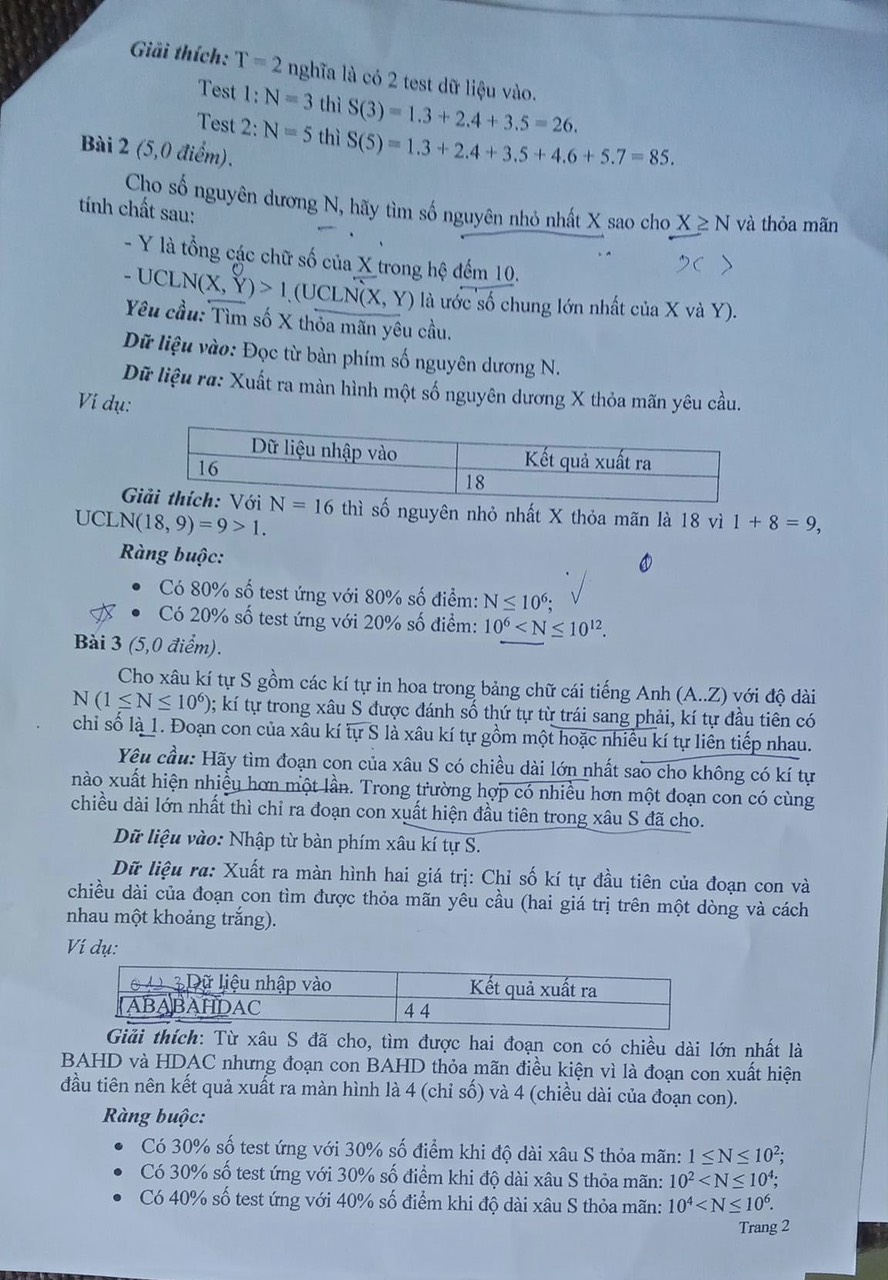 Giải thích: T = 2 nghĩa là có 2 test dữ liệu vào.
Test 1: N = 3 thì S(3) = 1.3 + 2.4 + 3.5 = 26.
Test 2: N = 5 thì S(5) = 1.3 + 2.4 + 3.5 + 4.6 + 5.7 = 85.
Bài 2 (5,0 điểm).
Cho số nguyên dương N, hãy tìm số nguyên nhỏ nhất X sao cho X ≥ N và thỏa mãn
tính chất sau:
- Y là tổng các chữ số của X trong hệ đếm 10.
- UCLN(X, Y) > 1 (UCLN(X, Y) là ước số chung lớn nhất của X và Y).
Yêu cầu: Tìm số X thỏa mãn yêu cầu.
Dữ liệu vào: Đọc từ bàn phím số nguyên dương N.
Dữ liệu ra: Xuất ra màn hình một số nguyên dương X thỏa mãn yêu cầu.
Ví dụ:
Dữ liệu nhập vào Kết quả xuất ra
16 18
Giải thích: Với N = 16 thì số nguyên nhỏ nhất X thỏa mãn là 18 vì 1 + 8 = 9,
UCLN(18, 9) = 9 > 1.
Ràng buộc:
• Có 80% số test ứng với 80% số điểm: N ≤ 10⁶;
• Có 20% số test ứng với 20% số điểm: 10⁶ < N ≤ 10¹².
Bài 3 (5,0 điểm).
Cho xâu kí tự S gồm các kí tự in hoa trong bảng chữ cái tiếng Anh (A..Z) với độ dài
N (1 ≤ N ≤ 10⁶); kí tự trong xâu S được đánh số thứ tự từ trái sang phải, kí tự đầu tiên có
chỉ số là 1. Đoạn con của xâu kí tự S là xâu kí tự gồm một hoặc nhiều kí tự liên tiếp nhau.
Yêu cầu: Hãy tìm đoạn con của xâu S có chiều dài lớn nhất sao cho không có kí tự
nào xuất hiện nhiều hơn một lần. Trong trường hợp có nhiều hơn một đoạn con có cùng
chiều dài lớn nhất thì chỉ ra đoạn con xuất hiện đầu tiên trong xâu S đã cho.
Dữ liệu vào: Nhập từ bàn phím xâu kí tự S.
Dữ liệu ra: Xuất ra màn hình hai giá trị: Chỉ số kí tự đầu tiên của đoạn con và
chiều dài của đoạn con tìm được thỏa mãn yêu cầu (hai giá trị trên một dòng và cách
nhau một khoảng trắng).
Ví dụ:
Dữ liệu nhập vào Kết quả xuất ra
ABABAHDAC 4 4
Giải thích: Từ xâu S đã cho, tìm được hai đoạn con có chiều dài lớn nhất là
BAHD và HDAC nhưng đoạn con BAHD thỏa mãn điều kiện vì là đoạn con xuất hiện
đầu tiên nên kết quả xuất ra màn hình là 4 (chỉ số) và 4 (chiều dài của đoạn con).
Ràng buộc:
• Có 30% số test ứng với 30% số điểm khi độ dài xâu S thỏa mãn: 1 ≤ N ≤ 10²;
• Có 30% số test ứng với 30% số điểm khi độ dài xâu S thỏa mãn: 10² < N ≤ 10⁴;
• Có 40% số test ứng với 40% số điểm khi độ dài xâu S thỏa mãn: 10⁴ < N ≤ 10⁶.
Trang 2